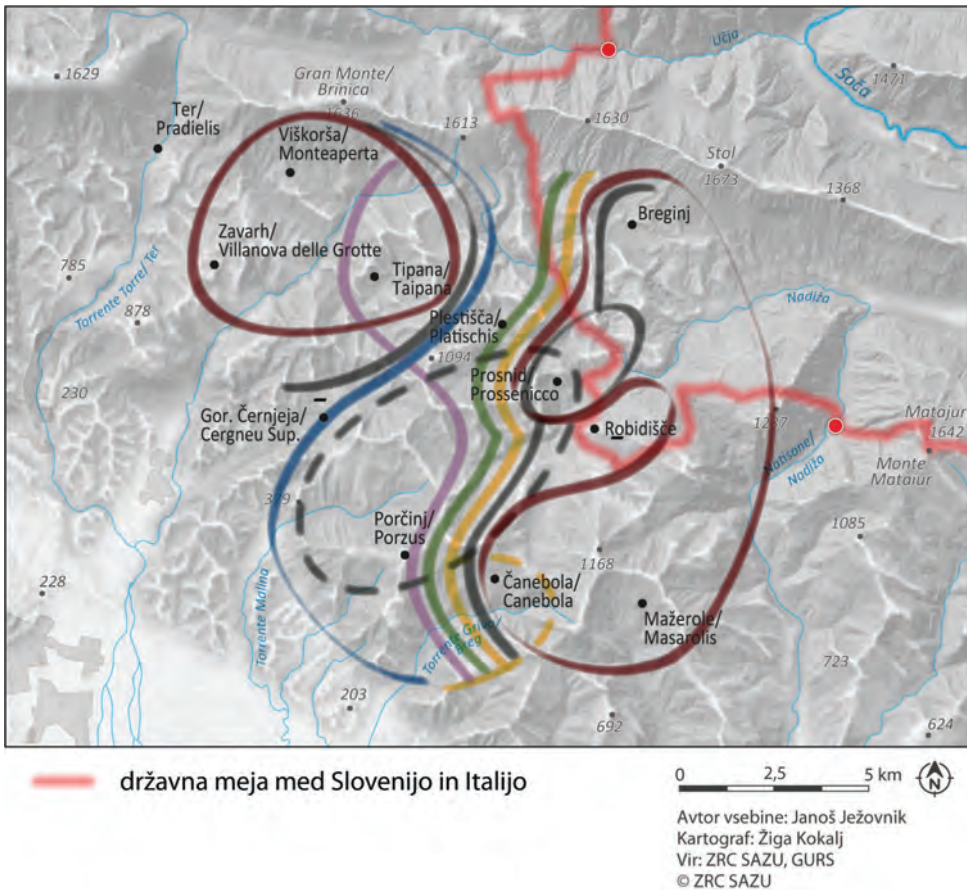 Učja
1629
Gran Monte/
Brinica
1636
1471
Soča
Ter/
Pradielis
1613
1630
Viškorša/
Monteaperta
Stol
1673
1368
Breginj
Zavarh/
Villanova delle Grotte
785
Tipana/
Taipana
Torrente Torre/ Ter
878
Nadiža
Plestišča/
Platischis
1094
230
Prosnid/
Prossenicco
Gor. Černjeja/
Cergneu Sup.
Robidišče
Matajur
1642
Natisone/
Nadiža
Monte
Matajur
Porčinj/
Porzus
1085
228
1168
Čanebola/
Canebola
Torrente Malina
Mažerole/
Masarolis
723
203
692
624
državna meja med Slovenijo in Italijo
0 2,5 5 km
N
Avtor vsebine: Janoš Ježovnik
Kartograf: Žiga Kokalj
Vir: ZRC SAZU, GURS
© ZRC SAZU